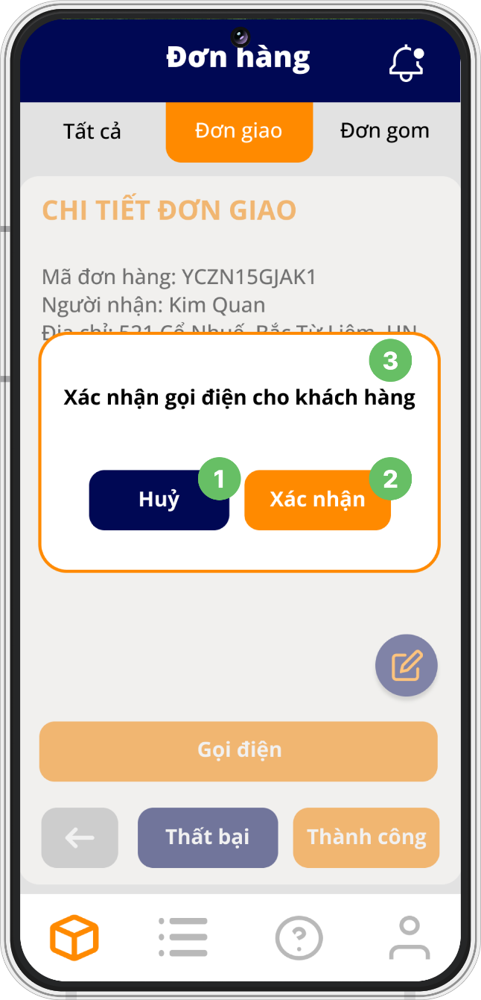 Đơn hàng
Tất cả Đơn giao Đơn gom
CHI TIẾT ĐƠN GIAO
Mã đơn hàng: YCZN15GJAK1
Người nhận: Kim Quan
Địa chỉ: 521 Cổ Nhuế, Bắc Từ Liêm, HN
3
Xác nhận gọi điện cho khách hàng
1 2
Huỷ Xác nhận
Gọi điện
Thất bại Thành công